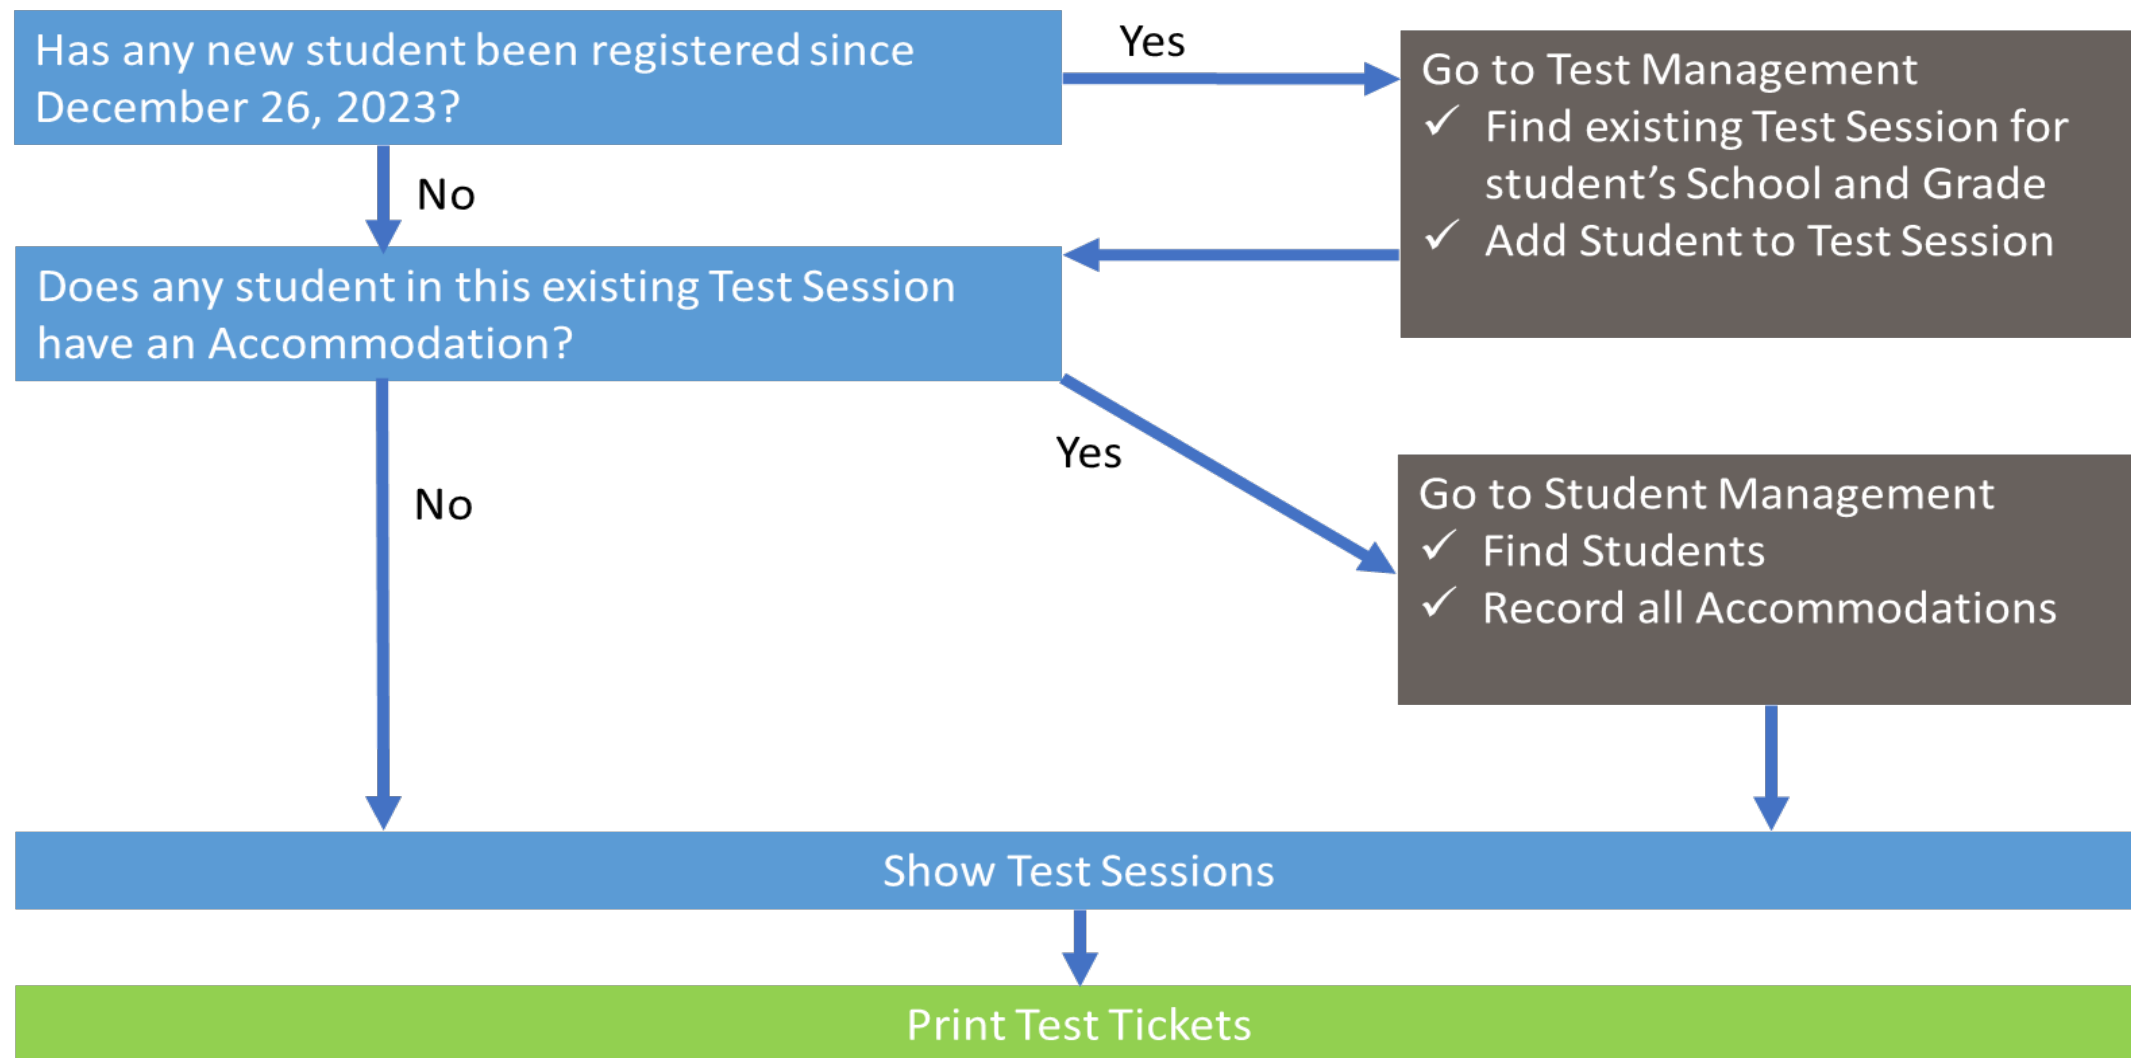 Has any new student been registered since
December 26, 2023?
Yes
Go to Test Management
✓ Find existing Test Session for
student’s School and Grade
✓ Add Student to Test Session
No
Does any student in this existing Test Session
have an Accommodation?
Yes
No
Go to Student Management
✓ Find Students
✓ Record all Accommodations
Show Test Sessions
Print Test Tickets